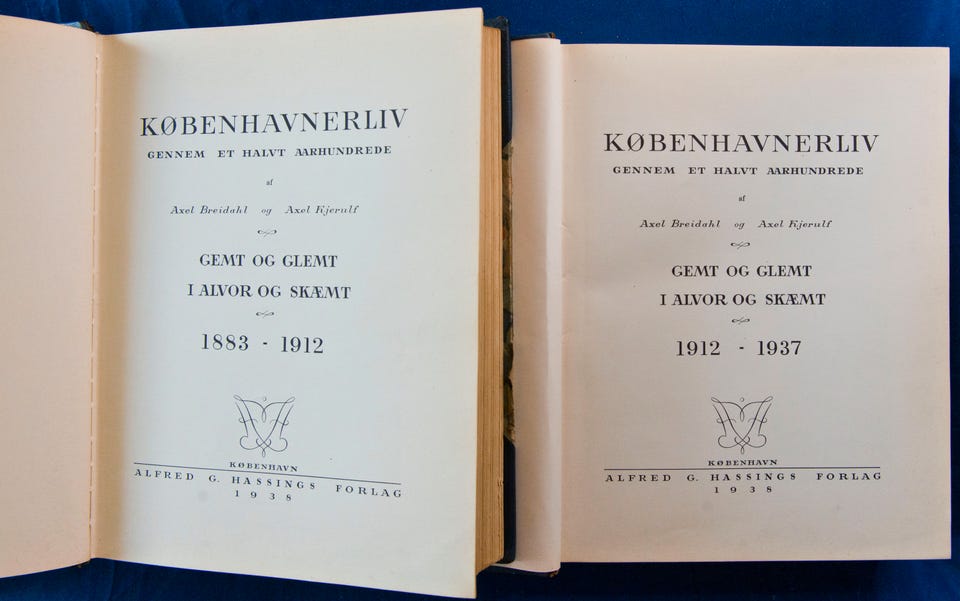 KØBENHAVNERLIV
GENNEM ET HALVT AARHUNDREDE
af
Axel Breidahl og Axel Kjerulf
GEMT OG GLEMT
I ALVOR OG SKÆMT
1883 - 1912
KØBENHAVN
ALFRED G. HASSINGS FORLAG
1938
KØBENHAVNERLIV
GENNEM ET HALVT AARHUNDREDE
af
Axel Breidahl og Axel Kjerulf
GEMT OG GLEMT
I ALVOR OG SKÆMT
1912 - 1937
KØBENHAVN
ALFRED G. HASSINGS FORLAG
1938